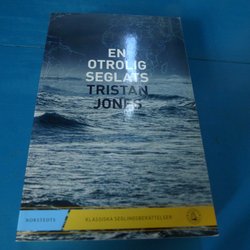 EN
OTROLIG
SEGLATS
TRISTAN
JONES
NORSTEDTS
KLASSISKA SEGLINGSBERÄTTELSER